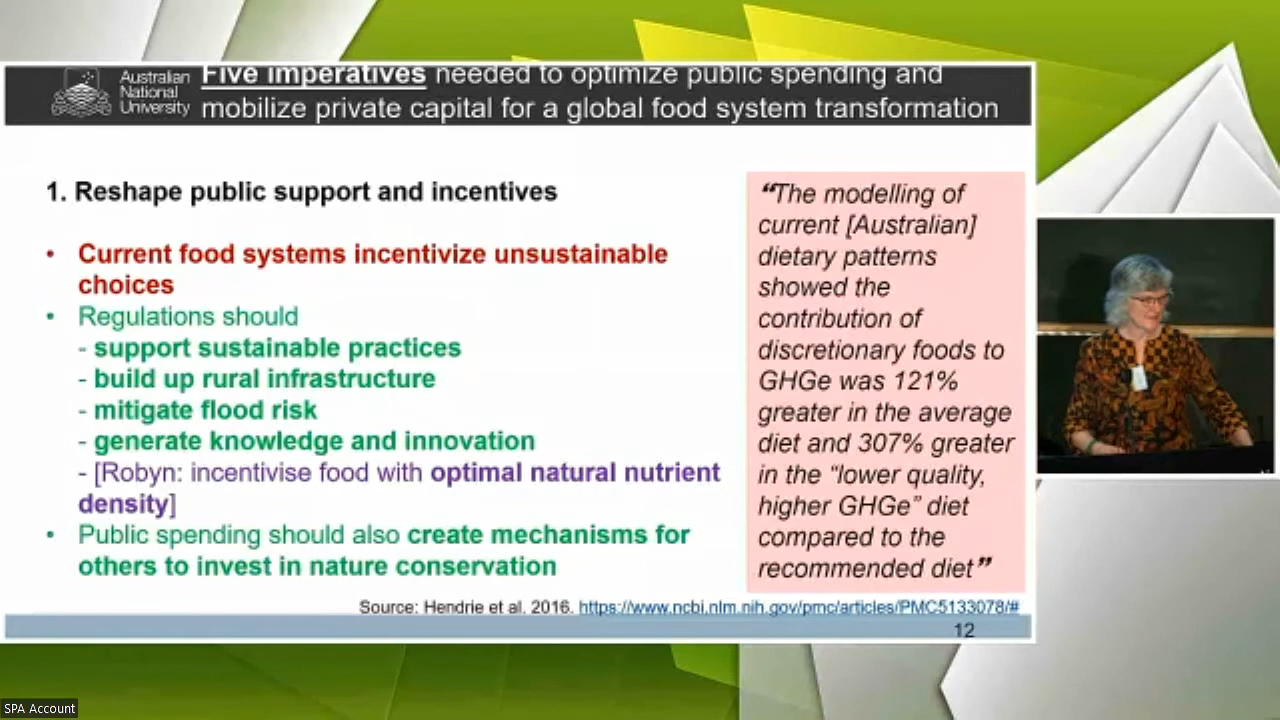 Australian
National
University
Five imperatives needed to optimize public spending and
mobilize private capital for a global food system transformation
1. Reshape public support and incentives
• Current food systems incentivize unsustainable
choices
• Regulations should
- support sustainable practices
- build up rural infrastructure
- mitigate flood risk
- generate knowledge and innovation
- [Robyn: incentivise food with optimal natural nutrient
density]
• Public spending should also create mechanisms for
others to invest in nature conservation
“The modelling of
current [Australian]
dietary patterns
showed the
contribution of
discretionary foods to
GHGe was 121%
greater in the average
diet and 307% greater
in the “lower quality,
higher GHGe” diet
compared to the
recommended diet”
Source: Hendrie et al. 2016. https://www.ncbi.nlm.nih.gov/pmc/articles/PMC5133078/#
12
SPA Account